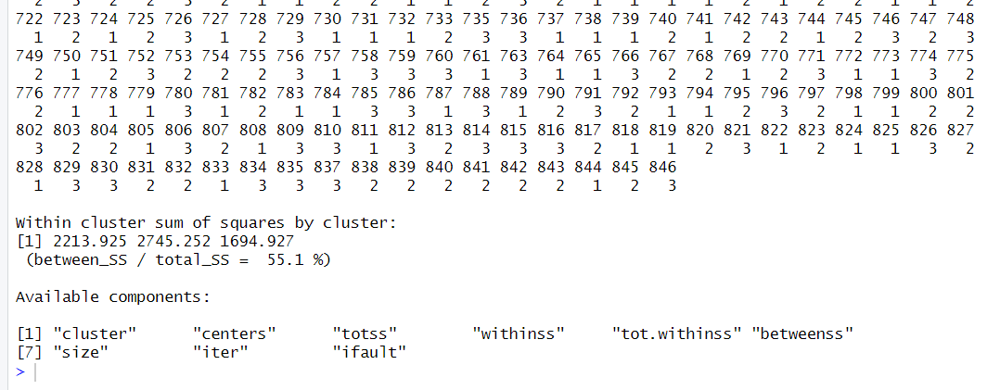 722 723 724 725 726 727 728 729 730 731 732 733 735 736 737 738 739 740 741 742 743 744 745 746 747 748
1 2 1 2 3 1 2 3 1 1 1 2 3 3 1 1 1 2 1 2 2 1 2 3 2 3
749 750 751 752 753 754 755 756 757 758 759 760 761 763 764 765 766 767 768 769 770 771 772 773 774 775
2 1 2 3 2 2 2 3 1 3 3 3 1 3 1 1 3 2 2 1 2 3 1 1 3 2
776 777 778 779 780 781 782 783 784 785 786 787 788 789 790 791 792 793 794 795 796 797 798 799 800 801
2 1 1 1 3 1 2 1 1 3 3 1 3 1 2 3 2 1 1 2 3 2 1 1 2 2
802 803 804 805 806 807 808 809 810 811 812 813 814 815 816 817 818 819 820 821 822 823 824 825 826 827
3 2 2 1 3 2 1 3 3 1 3 2 3 3 3 2 1 1 2 3 1 2 1 1 3 2
828 829 830 831 832 833 834 835 837 838 839 840 841 842 843 844 845 846
1 3 3 2 2 1 3 3 3 2 2 2 2 2 2 1 2 3
Within cluster sum of squares by cluster:
[1] 2213.925 2745.252 1694.927
(between_SS / total_SS = 55.1 %)
Available components:
[1] "cluster" "centers" "totss" "withinss" "tot.withinss" "betweenss"
[7] "size" "iter" "ifault"
>